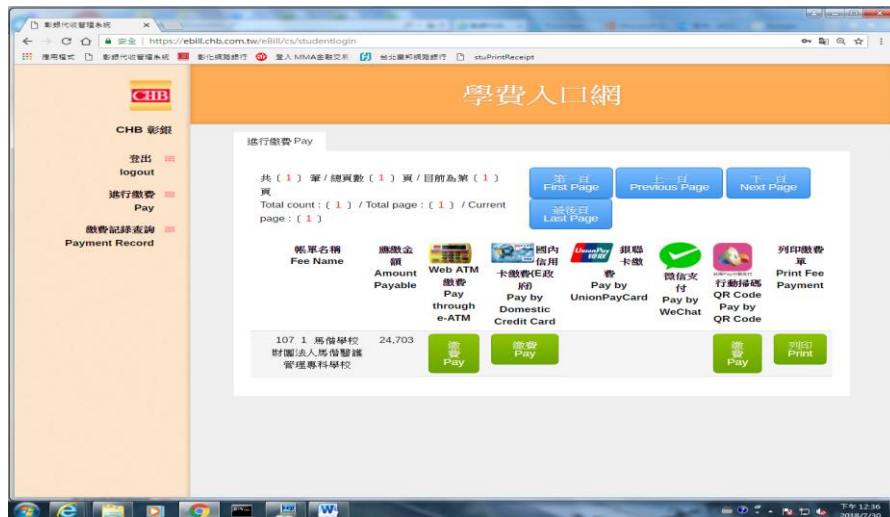 彰銀代收管理系統
安全 | https://ebill.chb.com.tw/eBill/cs/studentlogin
應用程式 彰銀代收管理系統 彰化網路銀行 登入 MMA金融交易 台北富邦網路銀行 stuPrintReceipt
CHB
學費入口網
CHB 彰銀
登出
logout
進行繳費
Pay
繳費記錄查詢
Payment Record
進行繳費 Pay
共 ( 1 ) 筆 / 總頁數 ( 1 ) 頁 / 目前為第 ( 1 )
頁
Total count : ( 1 ) / Total page : ( 1 ) / Current
page : ( 1 )
第一頁
First Page
上一頁
Previous Page
下一頁
Next Page
最後頁
Last Page
帳單名稱
Fee Name
應繳金
額
Amount
Payable
Web ATM
繳費
Pay
through
e-ATM
國內
信用
卡繳費(E政
府)
Pay by
Domestic
Credit Card
UnionPay
銀聯
卡繳
費
Pay by
UnionPayCard
微信支
付
Pay by
WeChat
行動掃碼
QR Code
Pay by
QR Code
列印繳費
單
Print Fee
Payment
107 1 馬偕學校
財團法人馬偕醫護
管理專科學校
24,703
繳
費
Pay
繳費
Pay
繳
費
Pay
列印
Print
下午 12:36
2018/7/30